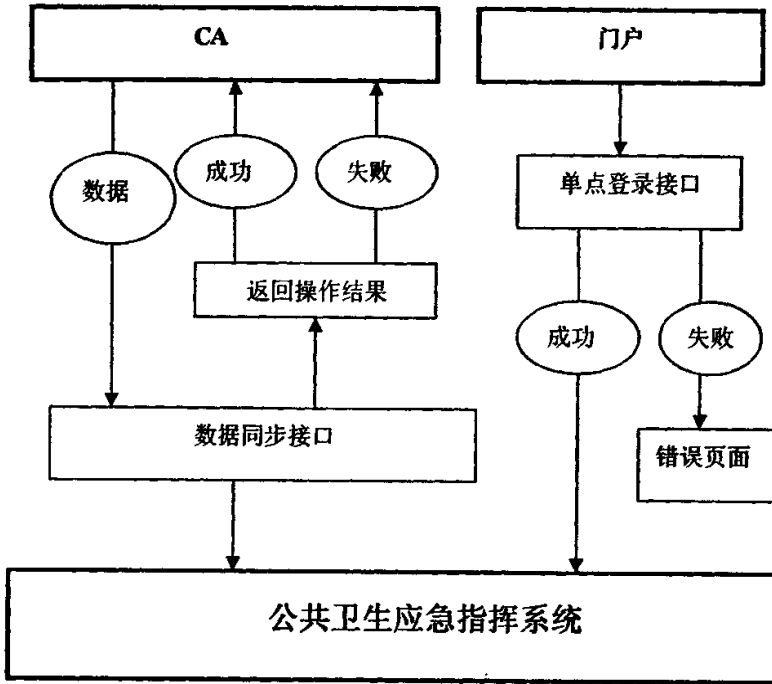 CA
门户
数据
成功
失败
单点登录接口
返回操作结果
成功
失败
数据同步接口
错误页面
公共卫生应急指挥系统